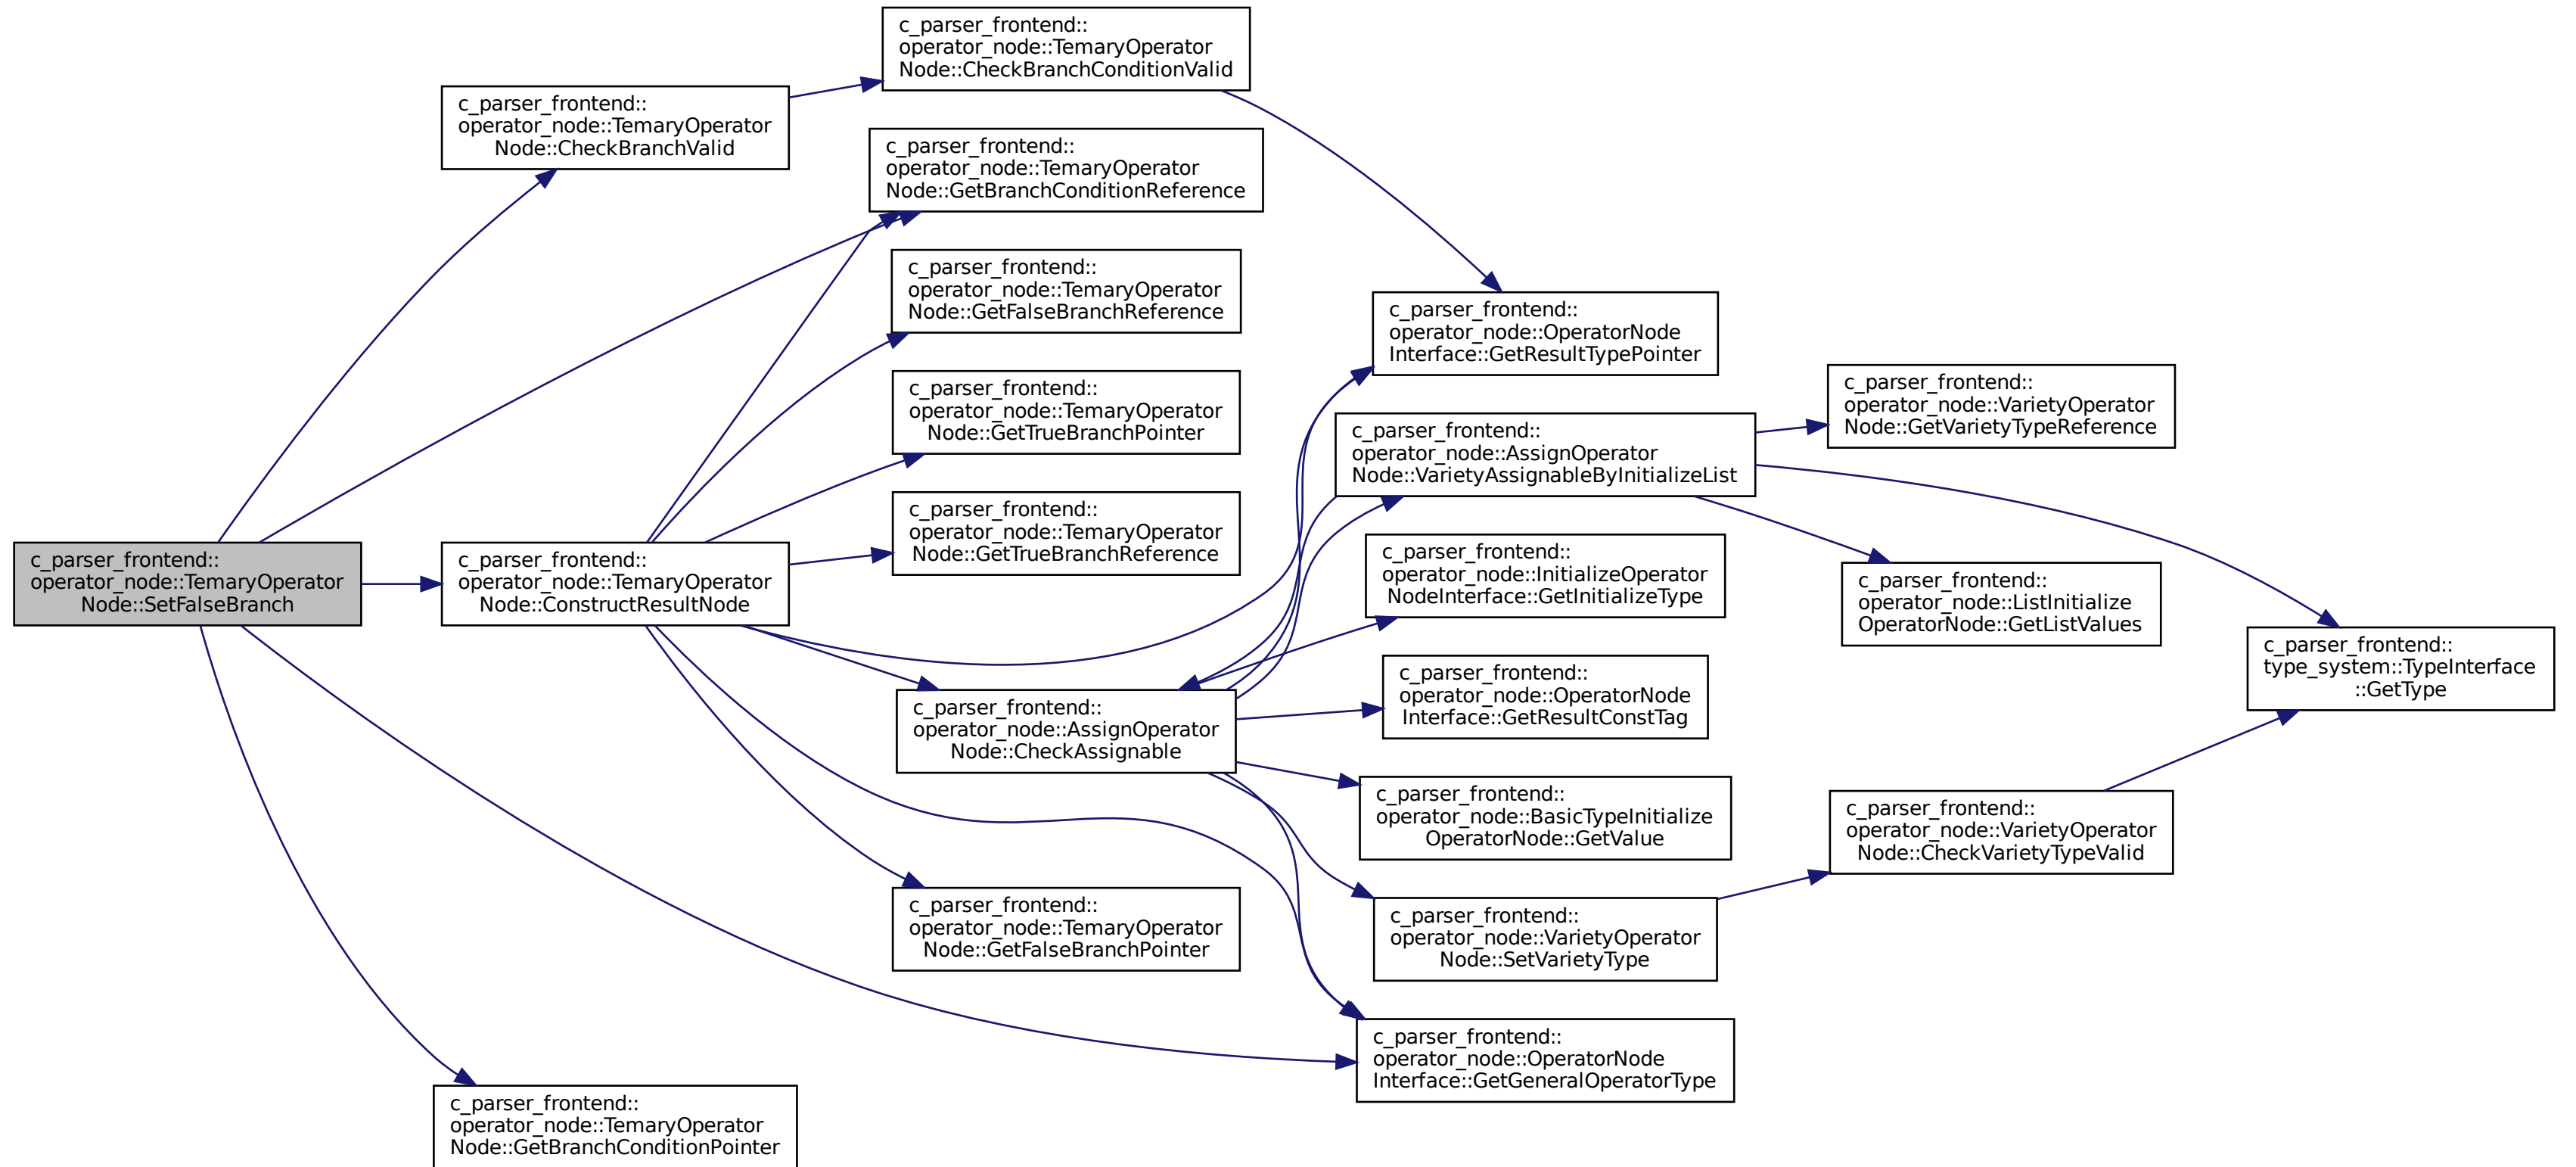 c_parser_frontend::
operator_node::TemaryOperator
Node::SetFalseBranch
c_parser_frontend::
operator_node::TemaryOperator
Node::CheckBranchValid
c_parser_frontend::
operator_node::TemaryOperator
Node::ConstructResultNode
c_parser_frontend::
operator_node::TemaryOperator
Node::GetBranchConditionPointer
c_parser_frontend::
operator_node::TemaryOperator
Node::CheckBranchConditionValid
c_parser_frontend::
operator_node::TemaryOperator
Node::GetBranchConditionReference
c_parser_frontend::
operator_node::TemaryOperator
Node::GetFalseBranchReference
c_parser_frontend::
operator_node::TemaryOperator
Node::GetTrueBranchPointer
c_parser_frontend::
operator_node::TemaryOperator
Node::GetTrueBranchReference
c_parser_frontend::
operator_node::AssignOperator
Node::CheckAssignable
c_parser_frontend::
operator_node::TemaryOperator
Node::GetFalseBranchPointer
c_parser_frontend::
operator_node::OperatorNode
Interface::GetResultTypePointer
c_parser_frontend::
operator_node::AssignOperator
Node::VarietyAssignableByInitializeList
c_parser_frontend::
operator_node::InitializeOperator
NodeInterface::GetInitializeType
c_parser_frontend::
operator_node::OperatorNode
Interface::GetResultConstTag
c_parser_frontend::
operator_node::BasicTypeInitialize
OperatorNode::GetValue
c_parser_frontend::
operator_node::VarietyOperator
Node::SetVarietyType
c_parser_frontend::
operator_node::OperatorNode
Interface::GetGeneralOperatorType
c_parser_frontend::
operator_node::VarietyOperator
Node::GetVarietyTypeReference
c_parser_frontend::
operator_node::ListInitialize
OperatorNode::GetListValues
c_parser_frontend::
operator_node::VarietyOperator
Node::CheckVarietyTypeValid
c_parser_frontend::
type_system::TypeInterface
::GetType